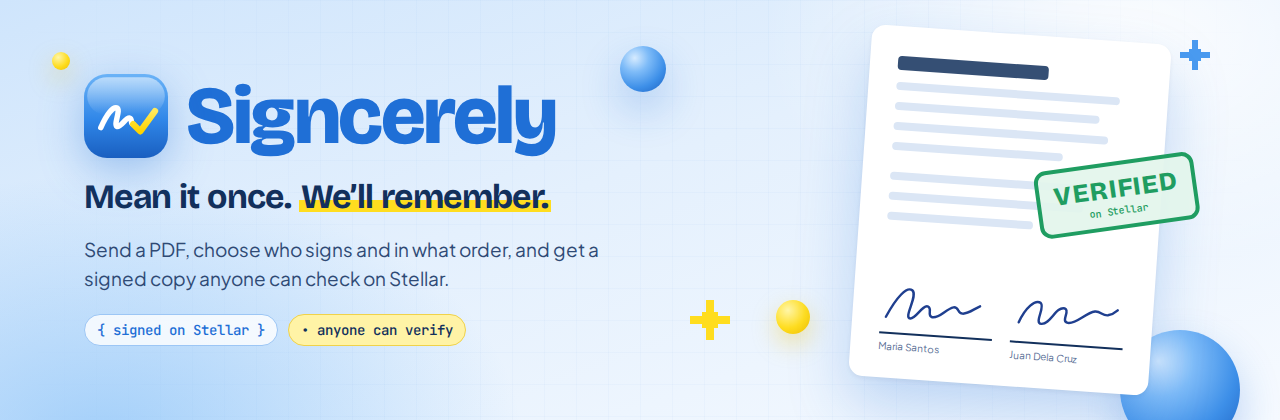 Signcerely
Mean it once. We'll remember.
Send a PDF, choose who signs and in what order, and get a
signed copy anyone can check on Stellar.
{ signed on Stellar }
• anyone can verify
VERIFIED
on Stellar
Maria Santos
Juan Dela Cruz